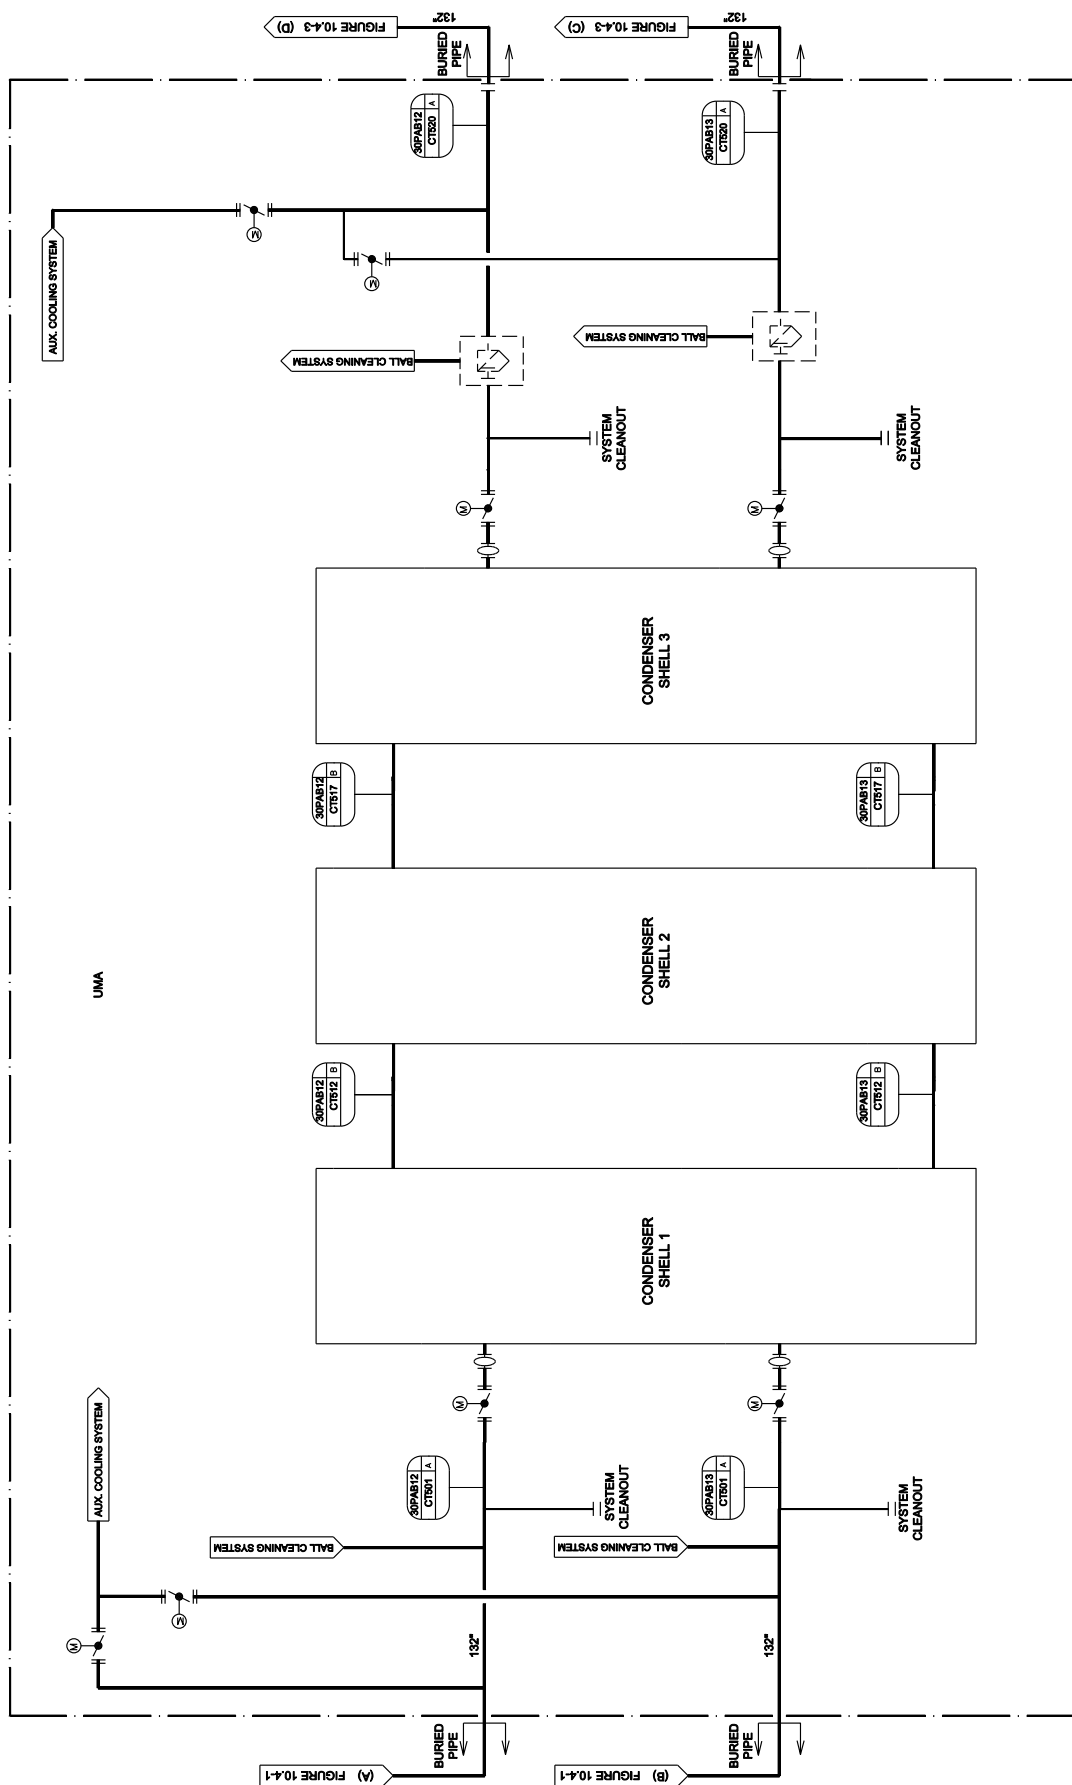 FIGURE 10.4-3 (D)
132"
BURIED
PIPE
FIGURE 10.4-3 (C)
132"
BURIED
PIPE
30PAB12 A
CT520
30PAB13 A
CT520
AUX. COOLING SYSTEM
M
M
BALL CLEANING SYSTEM
BALL CLEANING SYSTEM
SYSTEM
CLEANOUT
SYSTEM
CLEANOUT
M
M
CONDENSER
SHELL 3
30PAB12 B
CT517
30PAB13 B
CT517
UMA
CONDENSER
SHELL 2
30PAB12 B
CT512
30PAB13 B
CT512
CONDENSER
SHELL 1
M
M
AUX. COOLING SYSTEM
30PAB12 A
CT501
30PAB13 A
CT501
SYSTEM
CLEANOUT
SYSTEM
CLEANOUT
BALL CLEANING SYSTEM
BALL CLEANING SYSTEM
M
M
132"
132"
BURIED
PIPE
BURIED
PIPE
(A) FIGURE 10.4-1
(B) FIGURE 10.4-1